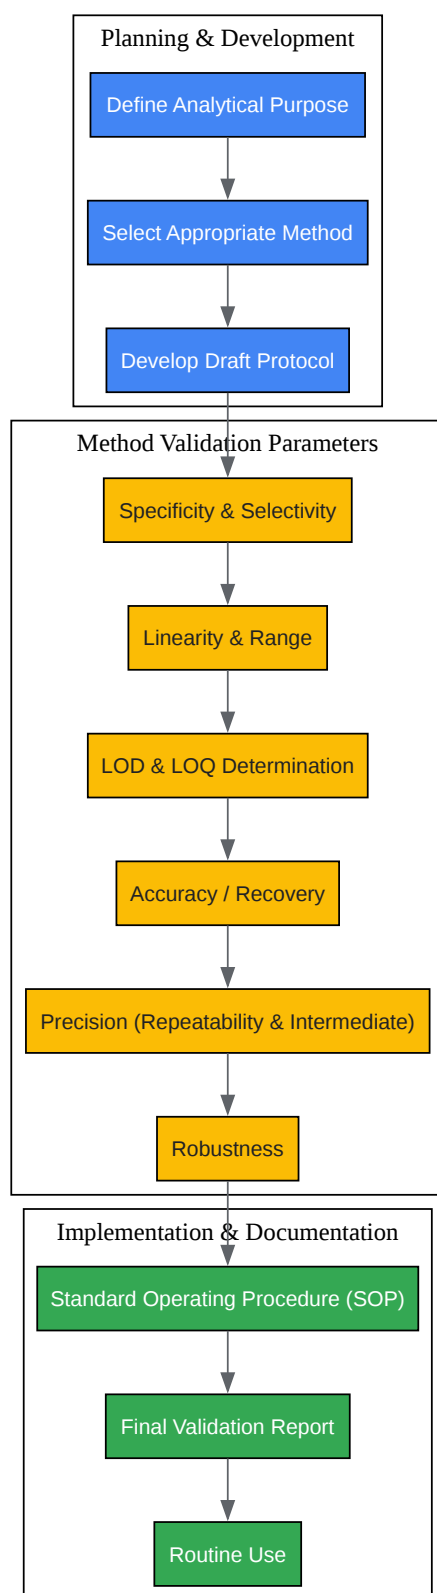 Planning & Development
Define Analytical Purpose
Select Appropriate Method
Develop Draft Protocol
Method Validation Parameters
Specificity & Selectivity
Linearity & Range
LOD & LOQ Determination
Accuracy / Recovery
Precision (Repeatability & Intermediate)
Robustness
Implementation & Documentation
Standard Operating Procedure (SOP)
Final Validation Report
Routine Use